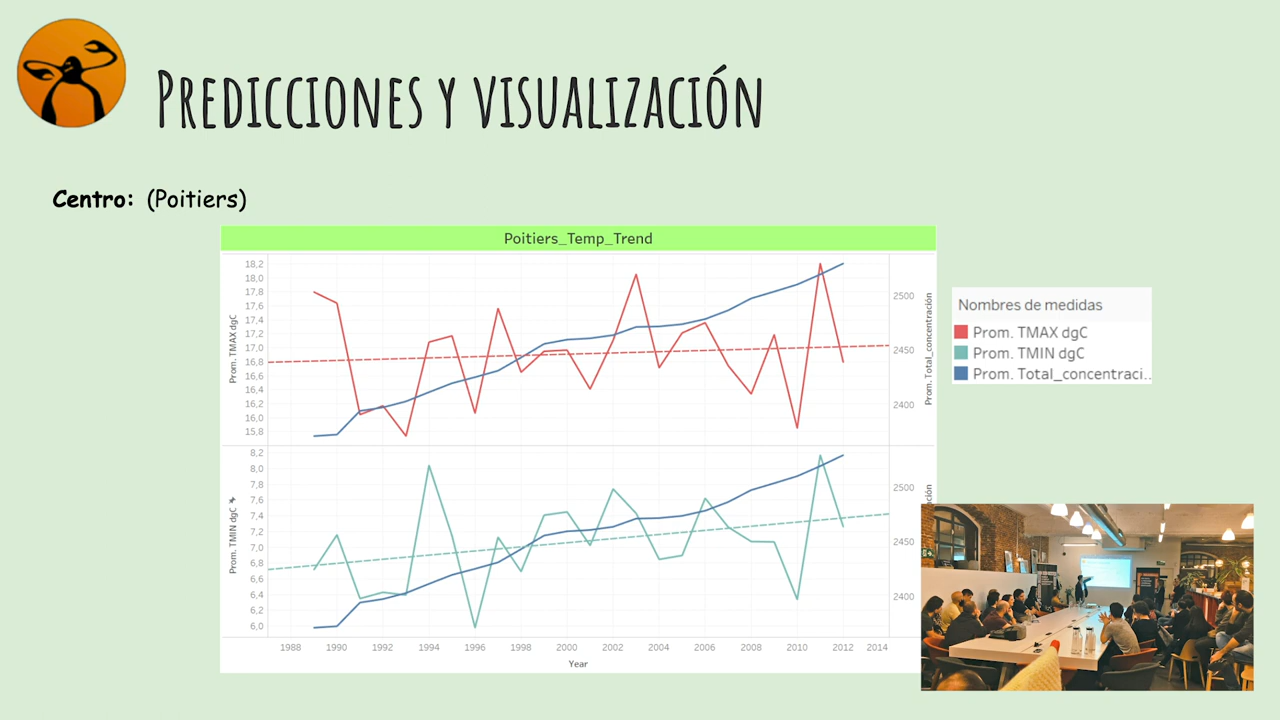 Predicciones y visualización
Centro: (Poitiers)
Poitiers_Temp_Trend
Prom. TMAX dgC
18,2
18,0
17,8
17,6
17,4
17,2
17,0
16,8
16,6
16,4
16,2
16,0
15,8
2500
2450
2400
Prom. Total_concentración
Prom. TMIN dgC
8,2
8,0
7,8
7,6
7,4
7,2
7,0
6,8
6,6
6,4
6,2
6,0
2500
2450
2400
ción
1988 1990 1992 1994 1996 1998 2000 2002 2004 2006 2008 2010 2012 2014
Year
Nombres de medidas
Prom. TMAX dgC
Prom. TMIN dgC
Prom. Total_concentraci..